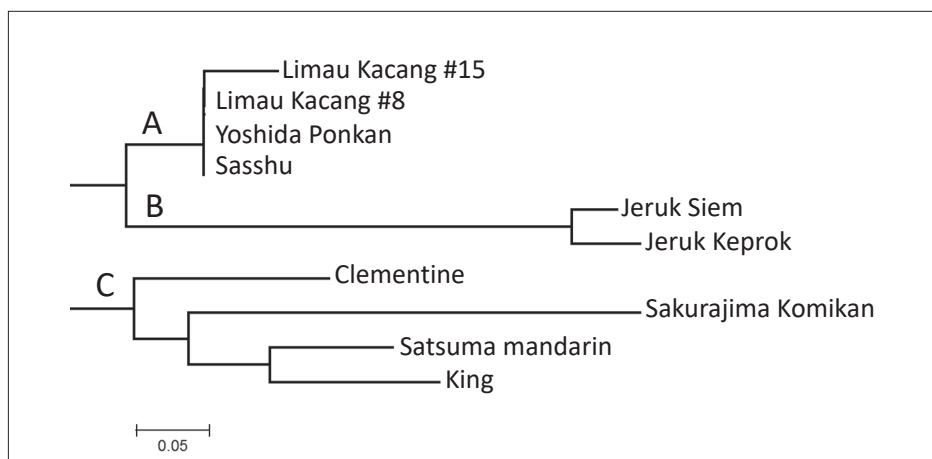 Limau Kacang #15
Limau Kacang #8
A
Yoshida Ponkan
Sasshu
B
Jeruk Siem
Jeruk Keprok
C
Clementine
Sakurajima Komikan
Satsuma mandarin
King
0.05